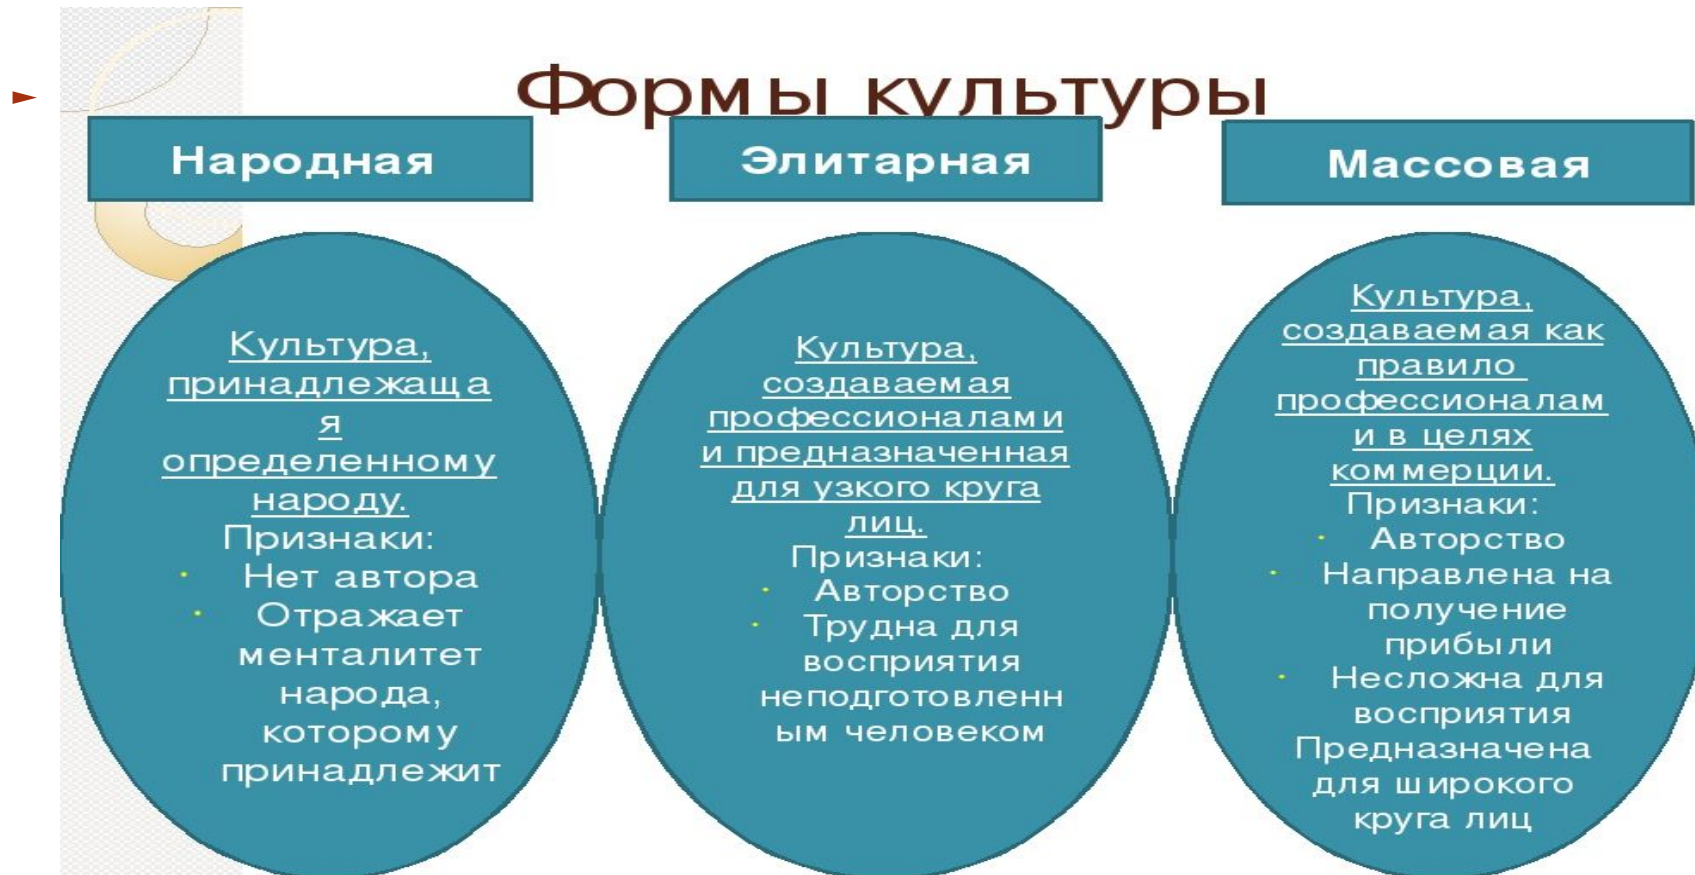 Формы культуры
Народная
Элитарная
Массовая
Культура,
принадлежаща
я
определенному
народу.
Признаки:
• Нет автора
• Отражает
менталитет
народа,
которому
принадлежит
Культура,
создаваемая
профессионалами
и предназначенная
для узкого круга
лиц.
Признаки:
• Авторство
• Трудна для
восприятия
неподготовленн
ым человеком
Культура,
создаваемая как
правило
профессионалам
и в целях
коммерции.
Признаки:
• Авторство
• Направлена на
получение
прибыли
• Несложна для
восприятия
Предназначена
для широкого
круга лиц